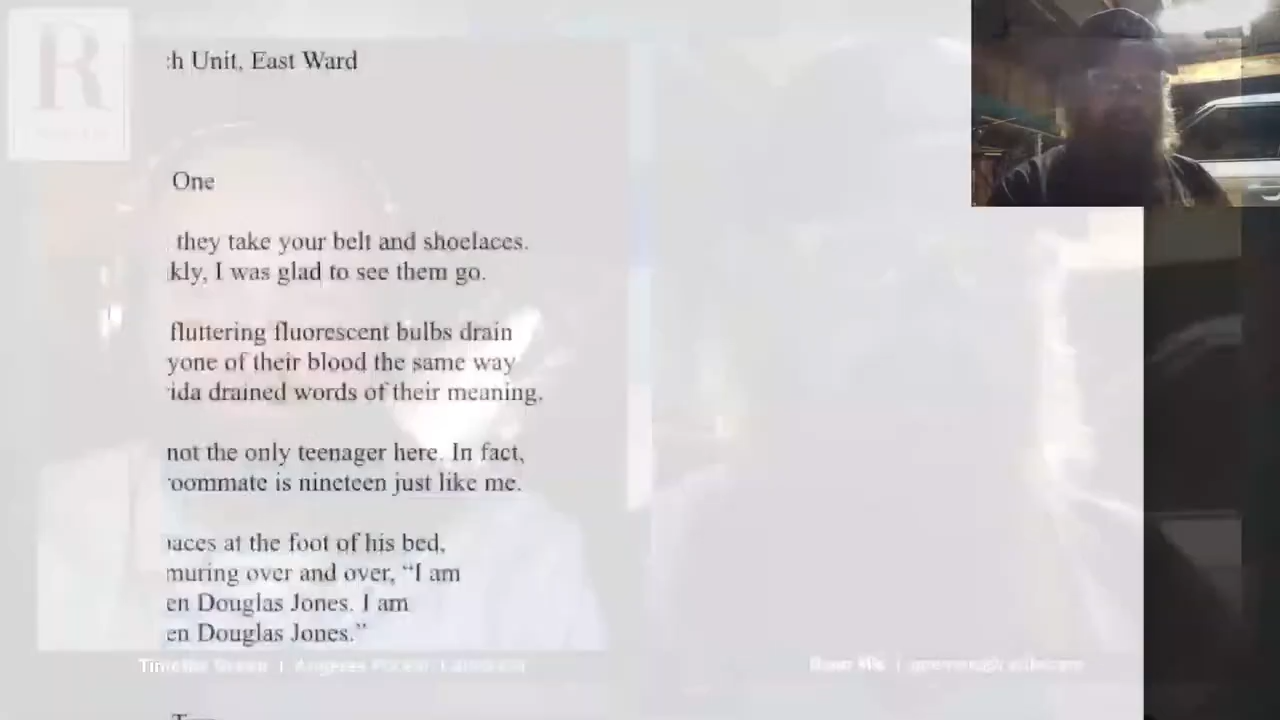 R
:h Unit, East Ward
One
they take your belt and shoelaces.
kly, I was glad to see them go.
fluttering fluorescent bulbs drain
yone of their blood the same way
ida drained words of their meaning.
not the only teenager here. In fact,
oommate is nineteen just like me.
aces at the foot of his bed,
muring over and over, “I am
en Douglas Jones. I am
en Douglas Jones.”
Timothy Green |